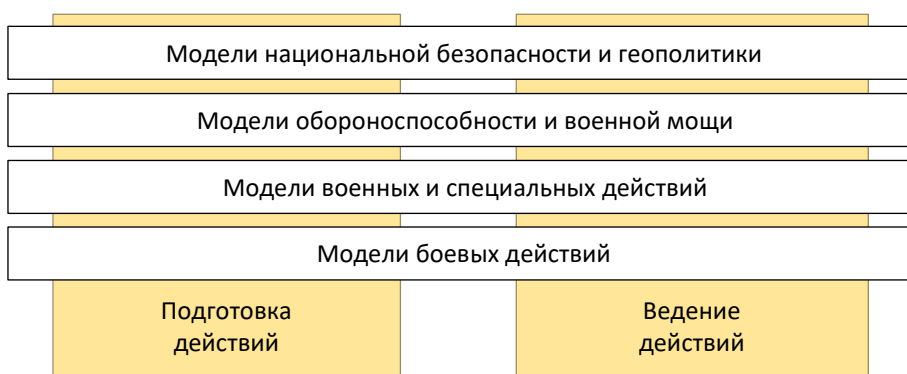 Модели национальной безопасности и геополитики
Модели обороноспособности и военной мощи
Модели военных и специальных действий
Модели боевых действий
Подготовка
действий
Ведение
действий